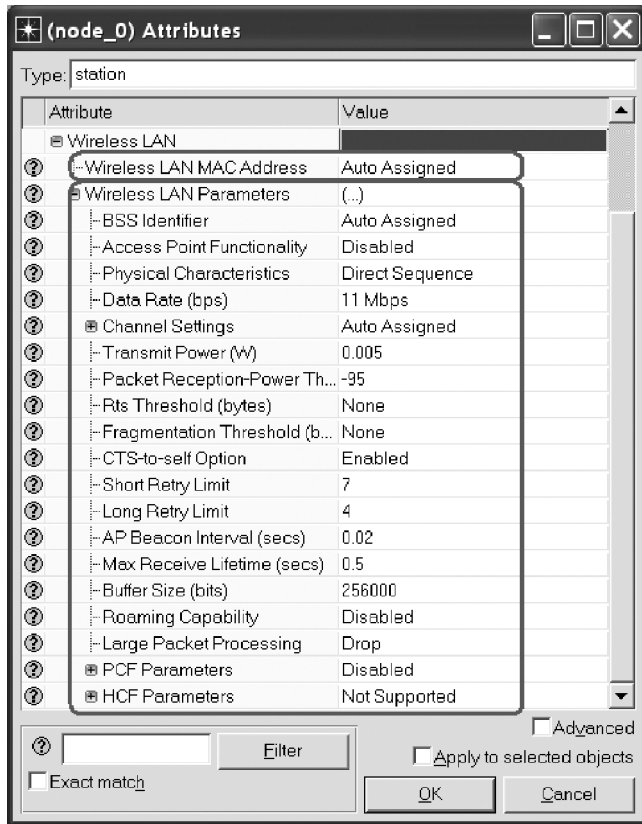 (node_0) Attributes
Type: station
Attribute Value
Wireless LAN
Wireless LAN MAC Address Auto Assigned
Wireless LAN Parameters (...)
BSS Identifier Auto Assigned
Access Point Functionality Disabled
Physical Characteristics Direct Sequence
Data Rate (bps) 11 Mbps
Channel Settings Auto Assigned
Transmit Power (W) 0.005
Packet Reception-Power Th... -95
Rts Threshold (bytes) None
Fragmentation Threshold (b... None
CTS-to-self Option Enabled
Short Retry Limit 7
Long Retry Limit 4
AP Beacon Interval (secs) 0.02
Max Receive Lifetime (secs) 0.5
Buffer Size (bits) 256000
Roaming Capability Disabled
Large Packet Processing Drop
PCF Parameters Disabled
HCF Parameters Not Supported
Advanced
Filter
Apply to selected objects
Exact match
OK Cancel